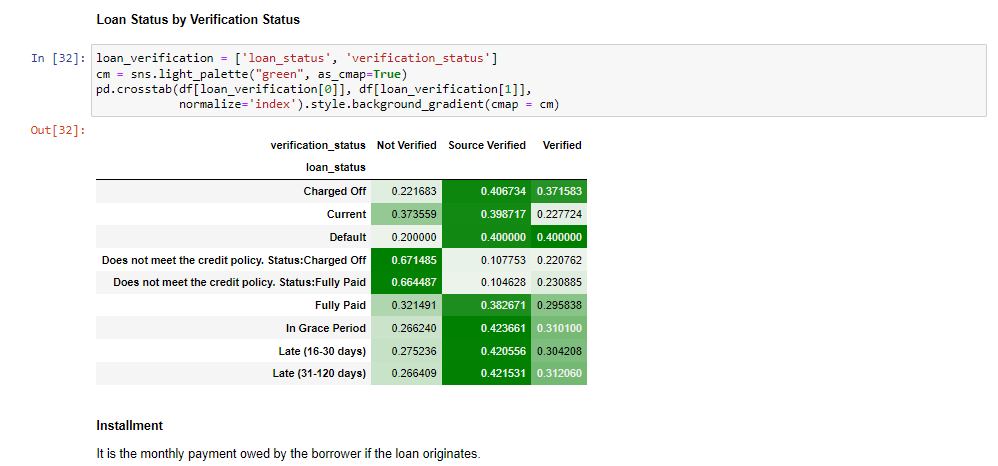 Loan Status by Verification Status
In [32]: loan_verification = ['loan_status', 'verification_status']
cm = sns.light_palette("green", as_cmap=True)
pd.crosstab(df[loan_verification[0]], df[loan_verification[1]],
            normalize='index').style.background_gradient(cmap = cm)
Out[32]:
verification_status Not Verified Source Verified Verified
loan_status
Charged Off 0.221683 0.406734 0.371583
Current 0.373559 0.398717 0.227724
Default 0.200000 0.400000 0.400000
Does not meet the credit policy. Status:Charged Off 0.671485 0.107753 0.220762
Does not meet the credit policy. Status:Fully Paid 0.664487 0.104628 0.230885
Fully Paid 0.321491 0.382671 0.295838
In Grace Period 0.266240 0.423661 0.310100
Late (16-30 days) 0.275236 0.420556 0.304208
Late (31-120 days) 0.266409 0.421531 0.312060
Installment
It is the monthly payment owed by the borrower if the loan originates.